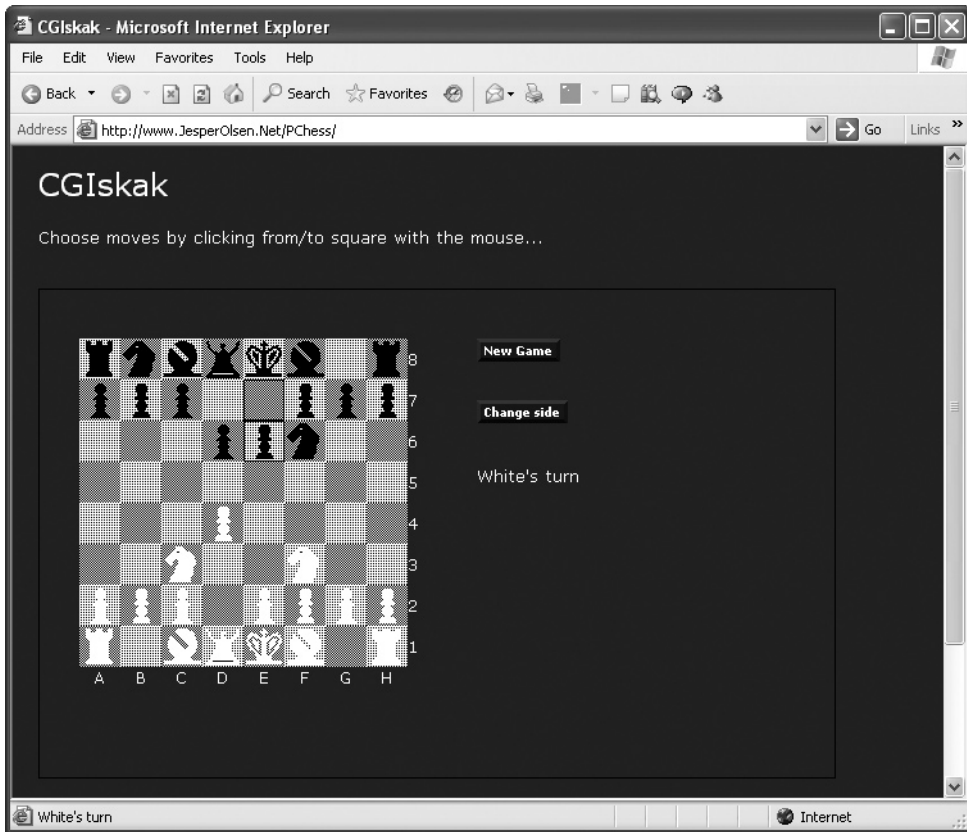 CGIskak - Microsoft Internet Explorer
File Edit View Favorites Tools Help
Back Search Favorites
Address http://www.JesperOlsen.Net/PChess/ Go Links »
CGIskak
Choose moves by clicking from/to square with the mouse...
New Game
Change side
White's turn
8
7
6
5
4
3
2
1
A B C D E F G H
White's turn Internet